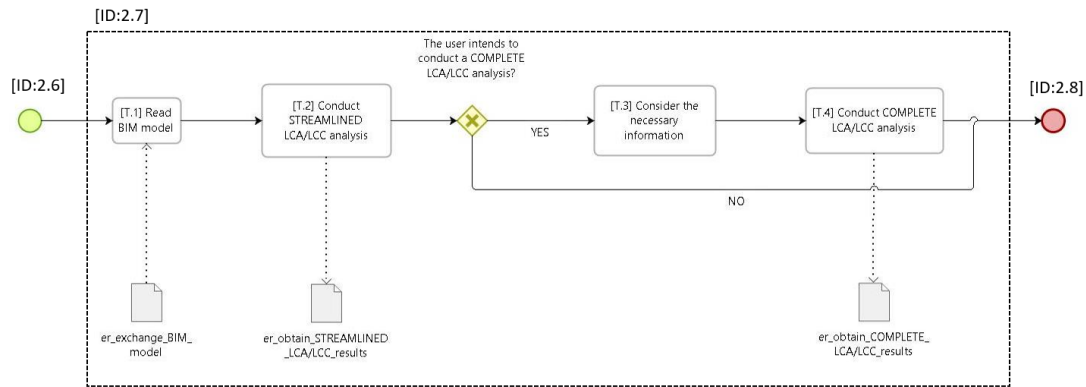 [ID:2.7]
The user intends to
conduct a COMPLETE
LCA/LCC analysis?
[ID:2.6]
[ID:2.8]
[T.1] Read
BIM model
[T.2] Conduct
STREAMLINED
LCA/LCC analysis
YES
[T.3] Consider the
necessary
information
[T.4] Conduct COMPLETE
LCA/LCC analysis
NO
er_exchange_BIM_
model
er_obtain_STREAMLINED
_LCA/LCC_results
er_obtain_COMPLETE_
LCA/LCC_results